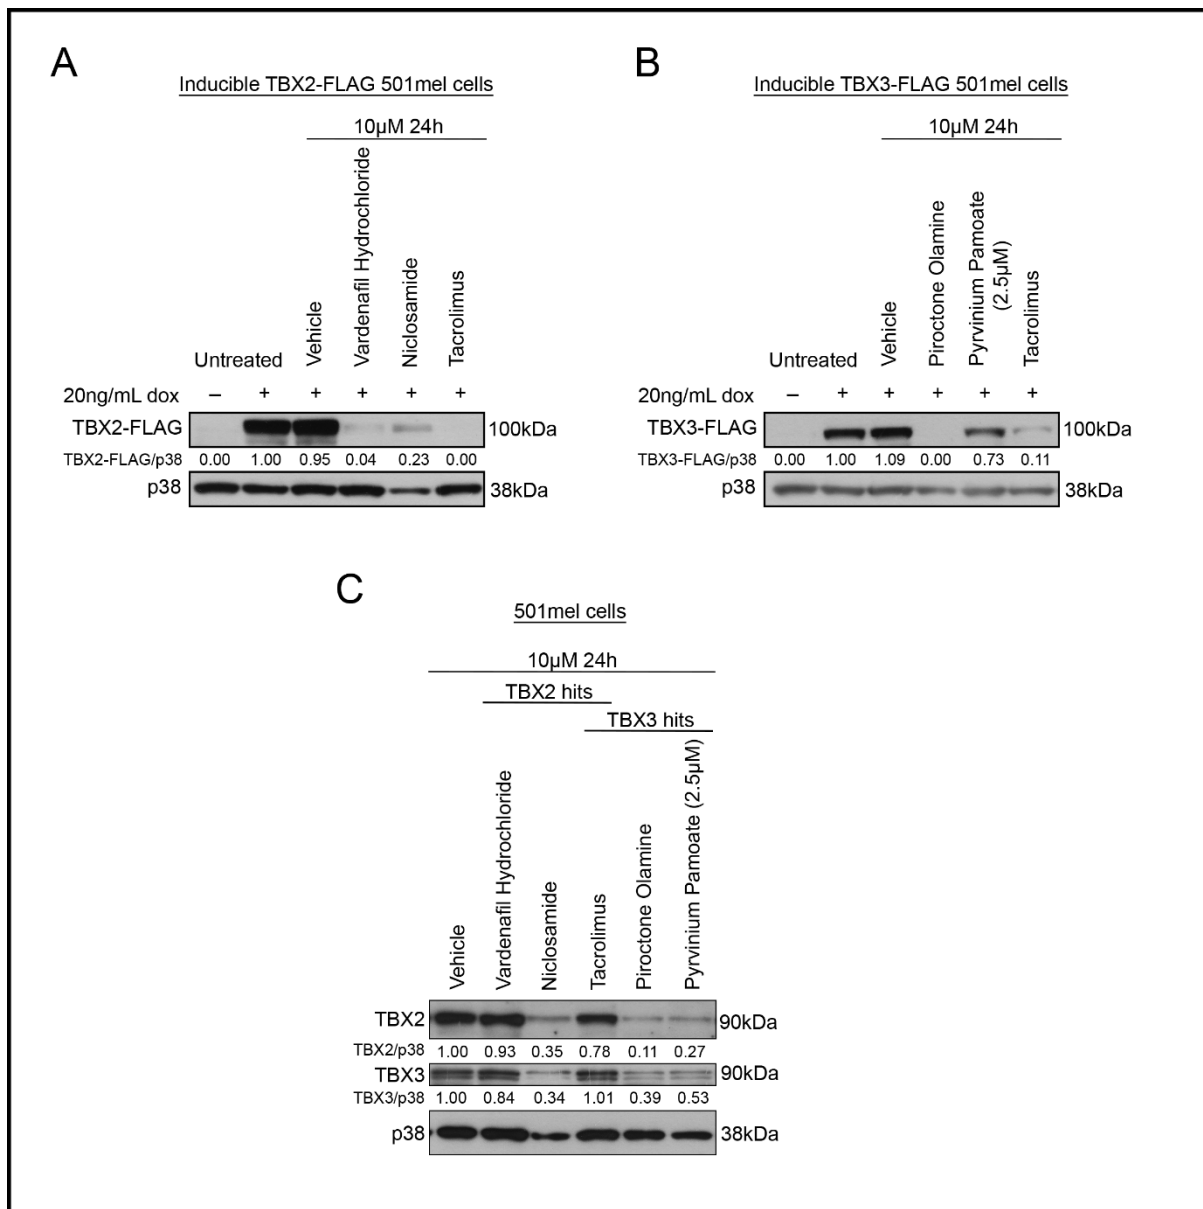 A
Inducible TBX2-FLAG 501mel cells
10µM 24h
Untreated
Vehicle
Vardenafil Hydrochloride
Niclosamide
Tacrolimus
20ng/mL dox – + + + + +
TBX2-FLAG 100kDa
TBX2-FLAG/p38 0.00 1.00 0.95 0.04 0.23 0.00
p38 38kDa
B
Inducible TBX3-FLAG 501mel cells
10µM 24h
Untreated
Vehicle
Piroctone Olamine
Pyrvinium Pamoate
(2.5µM)
Tacrolimus
20ng/mL dox – + + + + +
TBX3-FLAG 100kDa
TBX3-FLAG/p38 0.00 1.00 1.09 0.00 0.73 0.11
p38 38kDa
C
501mel cells
10µM 24h
TBX2 hits
TBX3 hits
Vehicle
Vardenafil Hydrochloride
Niclosamide
Tacrolimus
Piroctone Olamine
Pyrvinium Pamoate (2.5µM)
TBX2 90kDa
TBX2/p38 1.00 0.93 0.35 0.78 0.11 0.27
TBX3 90kDa
TBX3/p38 1.00 0.84 0.34 1.01 0.39 0.53
p38 38kDa